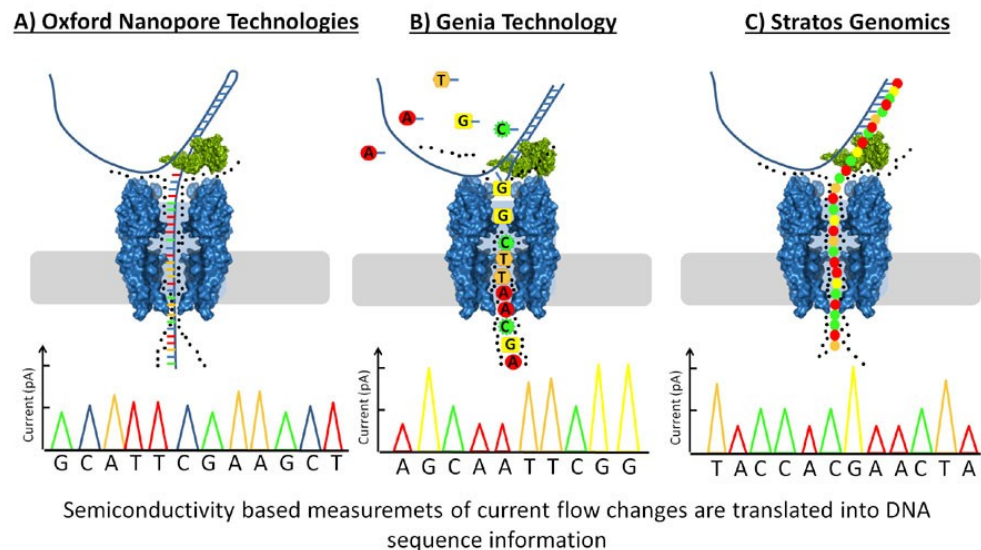 A) Oxford Nanopore Technologies
B) Genia Technology
C) Stratos Genomics
T
A
G
C
A
G
G
C
T
T
A
A
C
G
A
Current (pA)
G C A T T C G A A G C T
Current (pA)
A G C A A T T C G G
Current (pA)
T A C C A C G A A C T A
Semiconductivity based measuremets of current flow changes are translated into DNA
sequence information